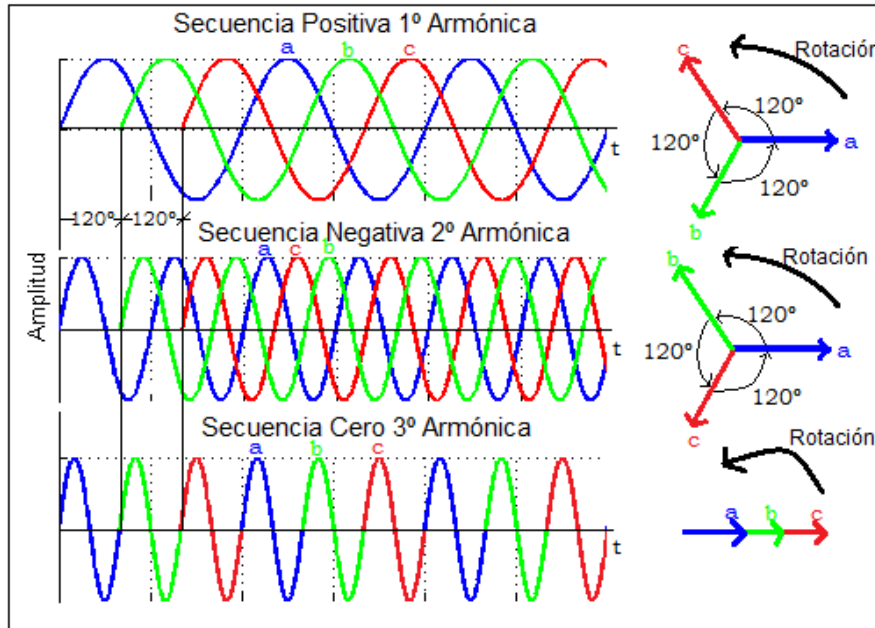 Secuencia Positiva 1º Armónica
a b c
t
120º 120º
c
Rotación
120º
120º
a
120º
b
Amplitud
Secuencia Negativa 2º Armónica
a c b
t
b
Rotación
120º
120º
a
120º
c
Secuencia Cero 3º Armónica
a b c
t
Rotación
a b c